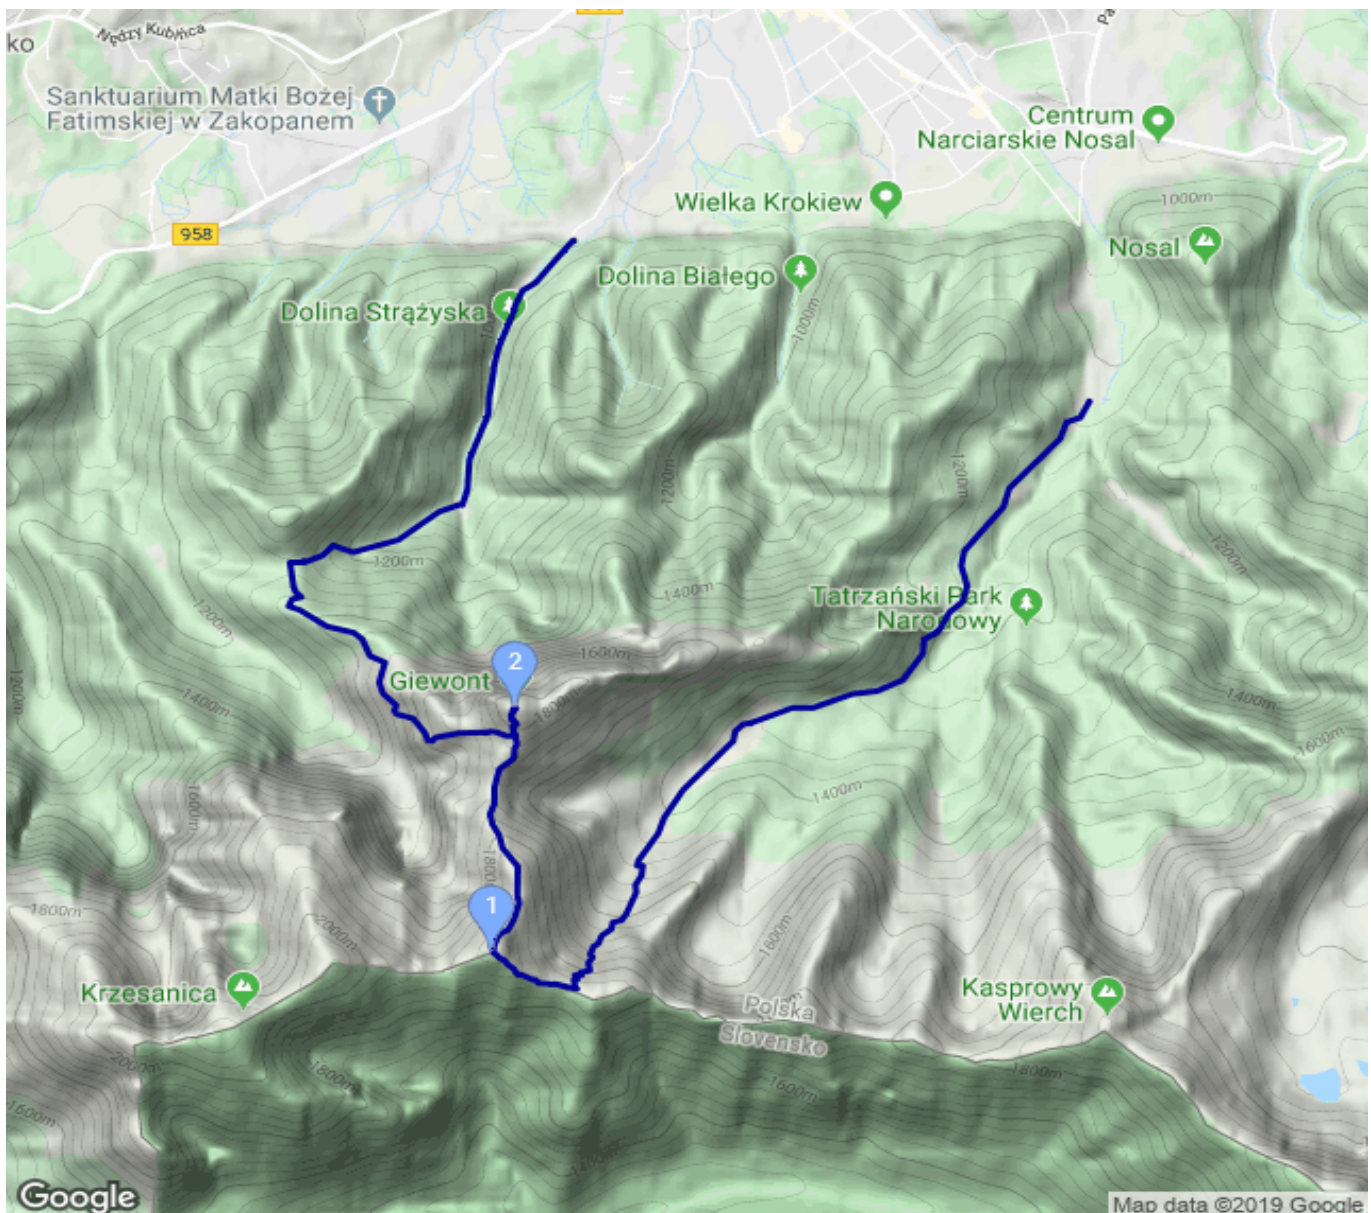 ko
Nędzy Kubińca
Sanktuarium Matki Bożej
Fatimskiej w Zakopanem
Centrum
Narciarskie Nosal
Wielka Krokiew
1000m
958
Nosal
Dolina Białego
Dolina Strążyska
1000m
1200m
1200m
1200m
1200m
1200m
1400m
Tatrzański Park
Narodowy
1200m
1600m
2
Giewont
1800m
1400m
1400m
1600m
1400m
1600m
1800
1
1800m
2000m
1600m
Krzesanica
Kasprowy
Wierch
Polska
Slovensko
2000m
1800m
1800m
1600m
1600m
Google
Map data ©2019 Google